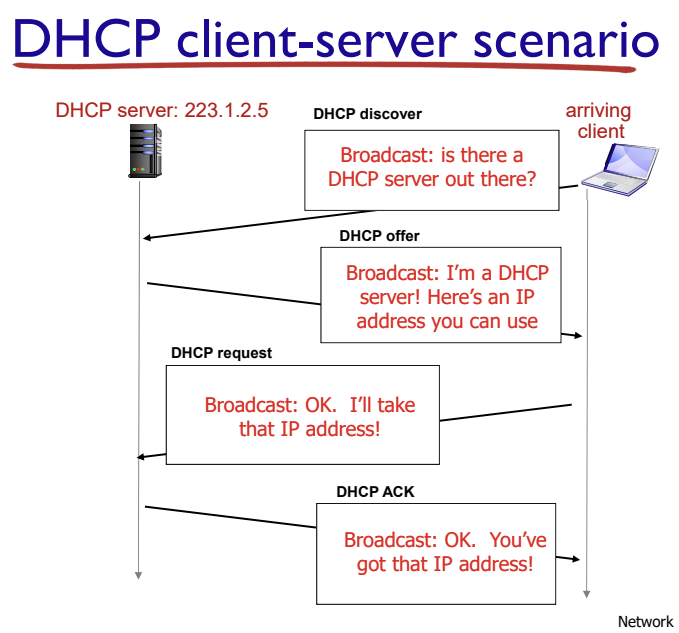 DHCP client-server scenario
DHCP server: 223.1.2.5
DHCP discover
arriving
client
Broadcast: is there a
DHCP server out there?
DHCP offer
Broadcast: I’m a DHCP
server! Here’s an IP
address you can use
DHCP request
Broadcast: OK.  I’ll take
that IP address!
DHCP ACK
Broadcast: OK.  You’ve
got that IP address!
Network